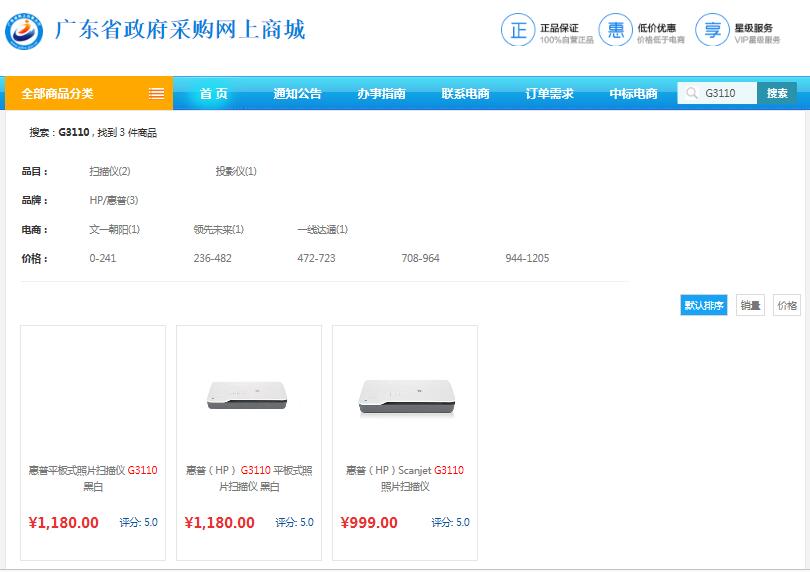 广东省政府采购网上商城
正 正品保证 100%自营正品
惠 低价优惠 价格低于电商
享 星级服务 VIP星级服务
全部商品分类 首页 通知公告 办事指南 联系电商 订单需求 中标电商 G3110 搜索
搜索：G3110，找到 3 件商品
品目： 扫描仪(2) 投影仪(1)
品牌： HP/惠普(3)
电商： 文一朝阳(1) 领先未来(1) 一线达通(1)
价格： 0-241 236-482 472-723 708-964 944-1205
默认排序 销量 价格
惠普平板式照片扫描仪 G3110
黑白
¥1,180.00 评分: 5.0
惠普（HP） G3110 平板式照
片扫描仪 黑白
¥1,180.00 评分: 5.0
惠普（HP）Scanjet G3110
照片扫描仪
¥999.00 评分: 5.0